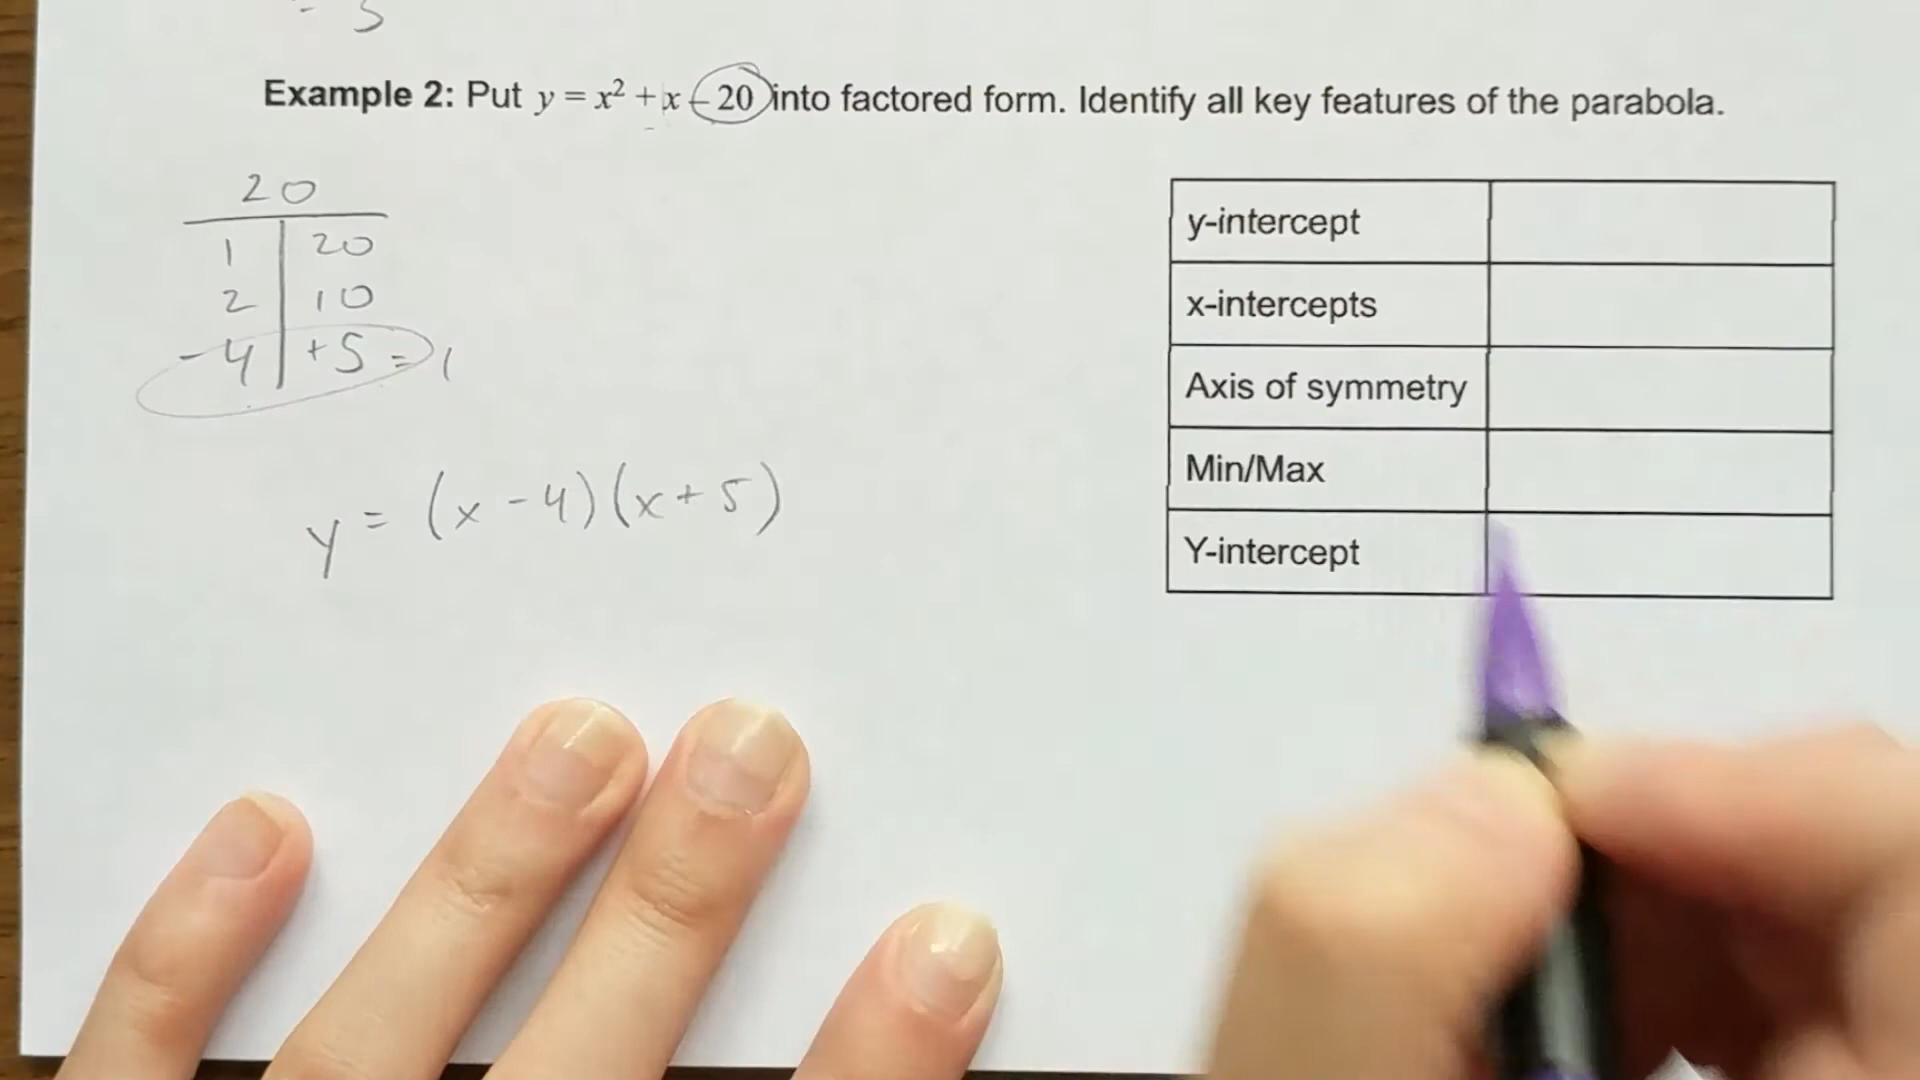 = 5
Example 2: Put y = x² + x – 20 into factored form. Identify all key features of the parabola.
20
1 20
2 10
-4 +5 = 1
y = (x - 4)(x + 5)
y-intercept
x-intercepts
Axis of symmetry
Min/Max
Y-intercept